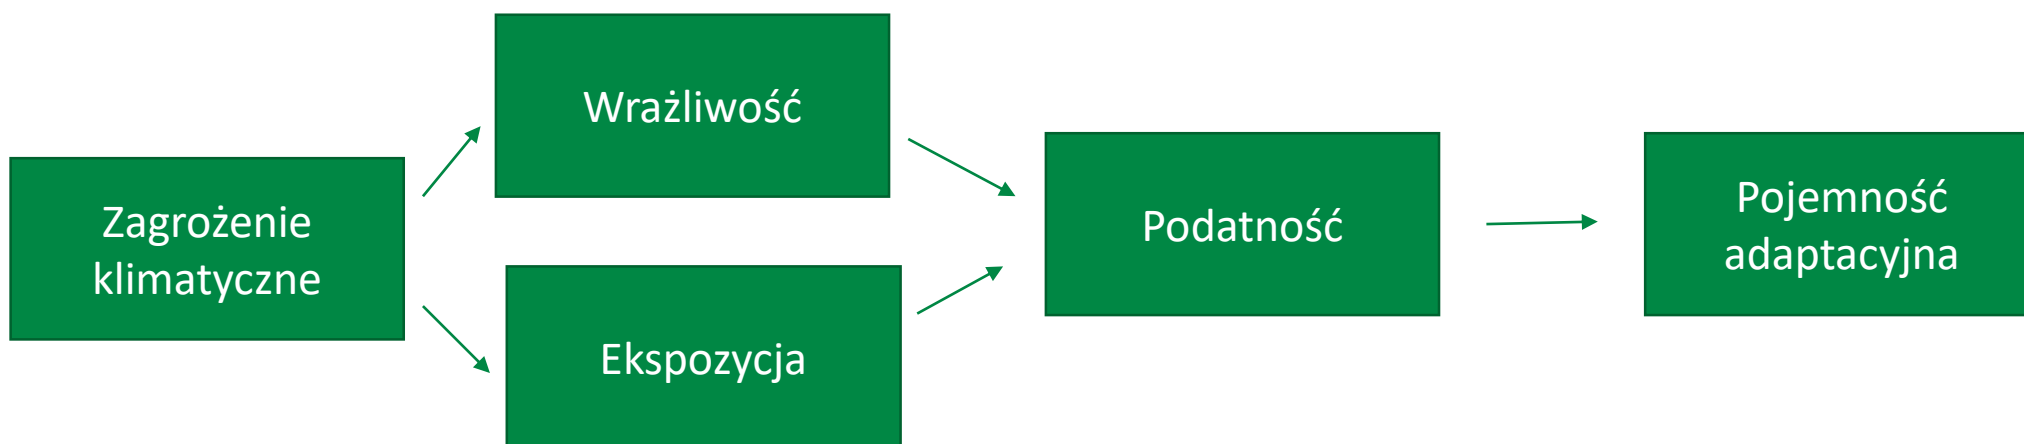 Zagrożenie
klimatyczne
Wrażliwość
Ekspozycja
Podatność
Pojemność
adaptacyjna